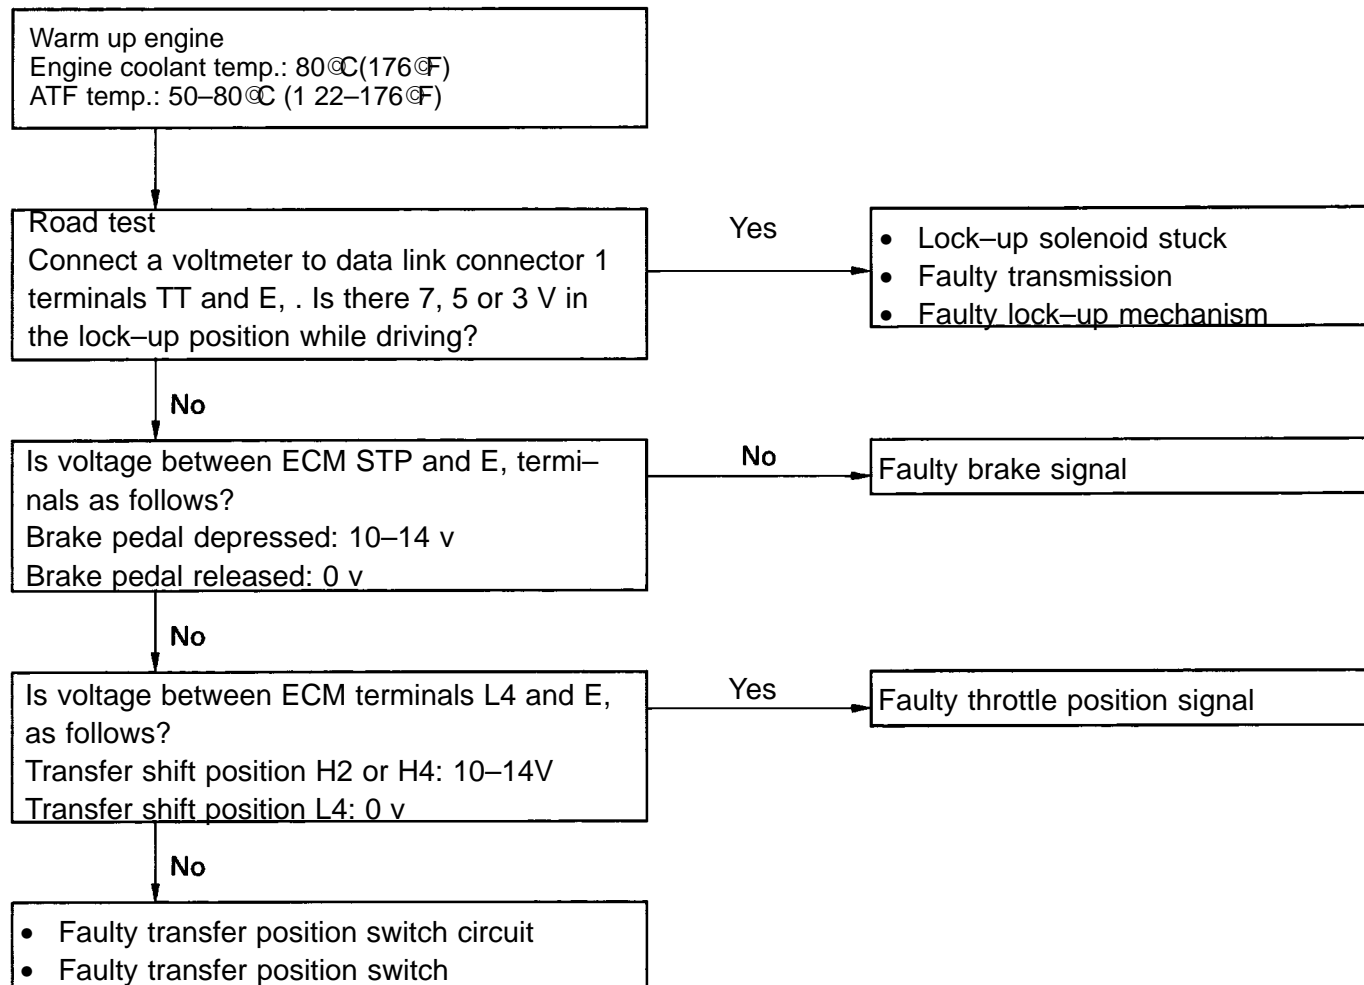 Warm up engine
Engine coolant temp.: 80°C(176°F)
ATF temp.: 50–80°C (1 22–176°F)
Road test
Connect a voltmeter to data link connector 1
terminals TT and E, . Is there 7, 5 or 3 V in
the lock–up position while driving?
Yes
• Lock–up solenoid stuck
• Faulty transmission
• Faulty lock–up mechanism
No
Is voltage between ECM STP and E, termi–
nals as follows?
Brake pedal depressed: 10–14 v
Brake pedal released: 0 v
No
Faulty brake signal
No
Is voltage between ECM terminals L4 and E,
as follows?
Transfer shift position H2 or H4: 10–14V
Transfer shift position L4: 0 v
Yes
Faulty throttle position signal
No
• Faulty transfer position switch circuit
• Faulty transfer position switch